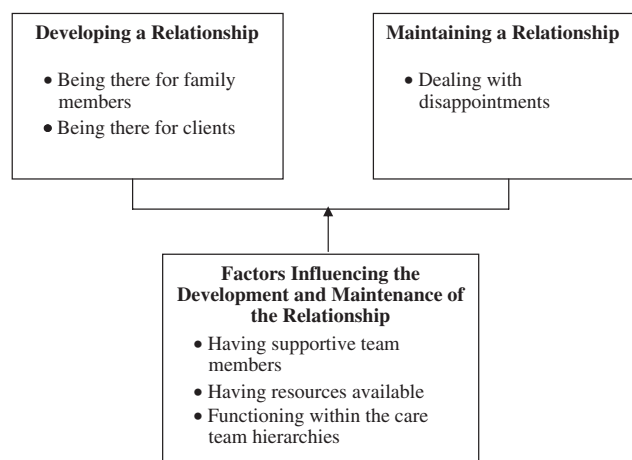 Developing a Relationship
• Being there for family
members
• Being there for clients
Maintaining a Relationship
• Dealing with
disappointments
Factors Influencing the
Development and Maintenance of
the Relationship
• Having supportive team
members
• Having resources available
• Functioning within the care
team hierarchies